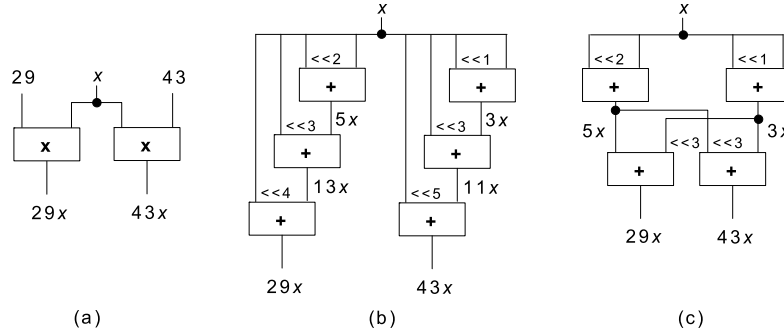 x
29
43
x
x
29x
43x
(a)
x
<<2
<<1
+
+
5x
3x
<<3
<<3
+
+
13x
11x
<<4
<<5
+
+
29x
43x
(b)
x
<<2
<<1
+
+
5x
3x
<<3
<<3
+
+
29x
43x
(c)